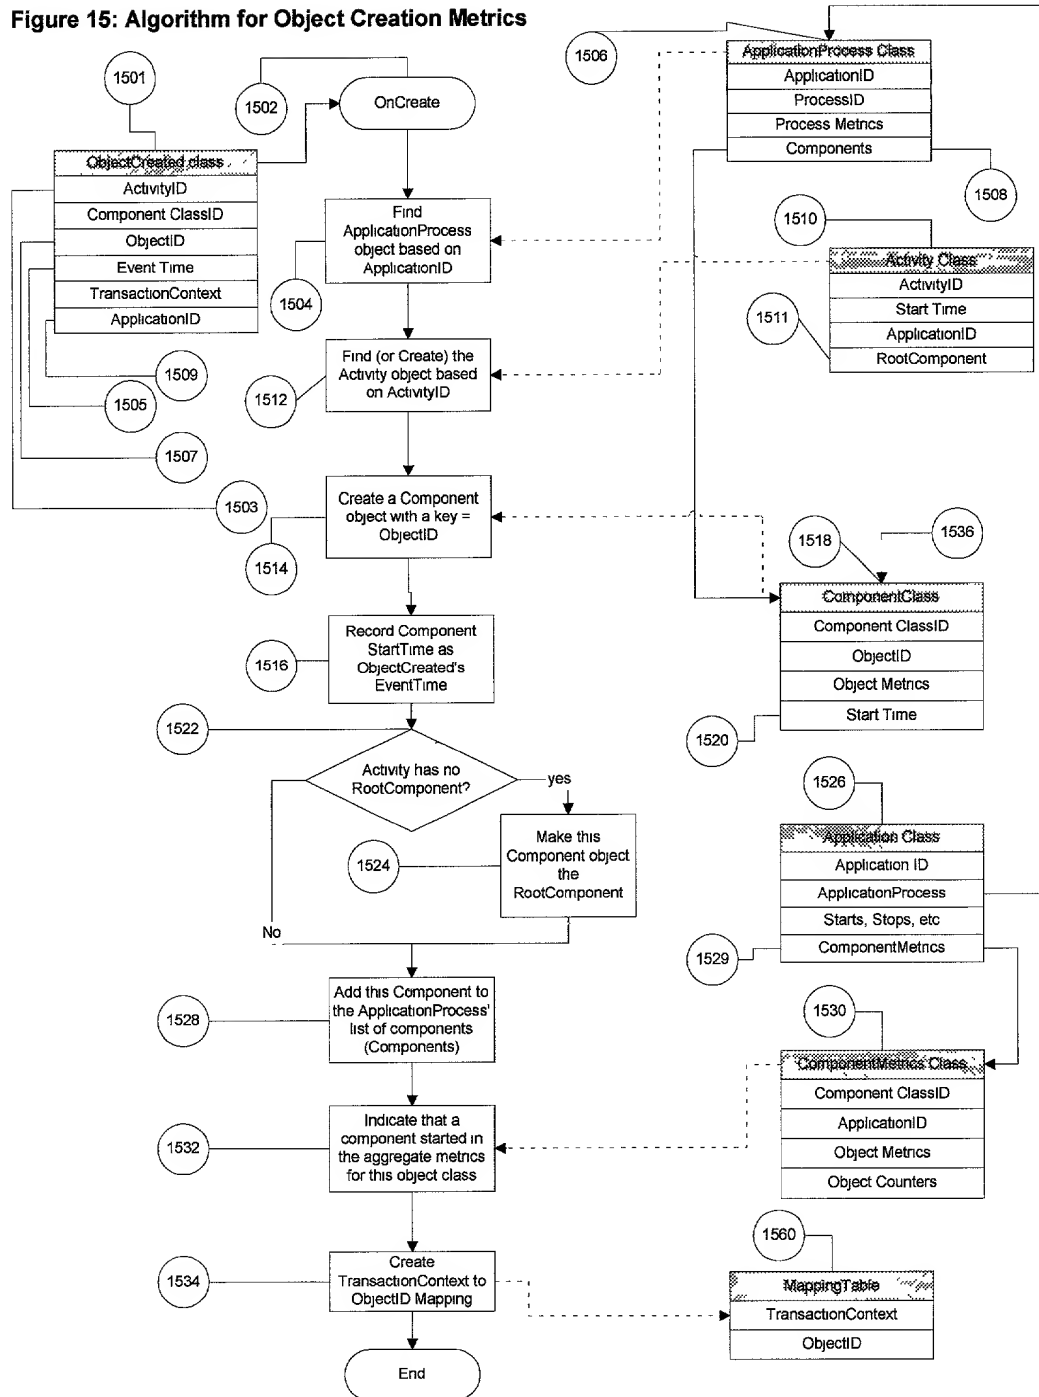 Figure 15: Algorithm for Object Creation Metrics
1501
1502
OnCreate
1506
ApplicationProcess Class
ApplicationID
ProcessID
Process Metrics
Components
1508
ObjectCreated class
ActivityID
Component ClassID
ObjectID
Event Time
TransactionContext
ApplicationID
1509
1505
1507
1503
Find
ApplicationProcess
object based on
ApplicationID
1504
1510
Activity Class
ActivityID
Start Time
ApplicationID
RootComponent
1511
Find (or Create) the
Activity object based
on ActivityID
1512
Create a Component
object with a key =
ObjectID
1514
1518
1536
ComponentClass
Component ClassID
ObjectID
Object Metrics
Start Time
1520
Record Component
StartTime as
ObjectCreated's
EventTime
1516
1522
Activity has no
RootComponent?
yes
No
Make this
Component object
the
RootComponent
1524
1526
Application Class
Application ID
ApplicationProcess
Starts, Stops, etc
ComponentMetrics
1529
Add this Component to
the ApplicationProcess'
list of components
(Components)
1528
1530
ComponentMetrics Class
Component ClassID
ApplicationID
Object Metrics
Object Counters
Indicate that a
component started in
the aggregate metrics
for this object class
1532
1560
MappingTable
TransactionContext
ObjectID
Create
TransactionContext to
ObjectID Mapping
1534
End